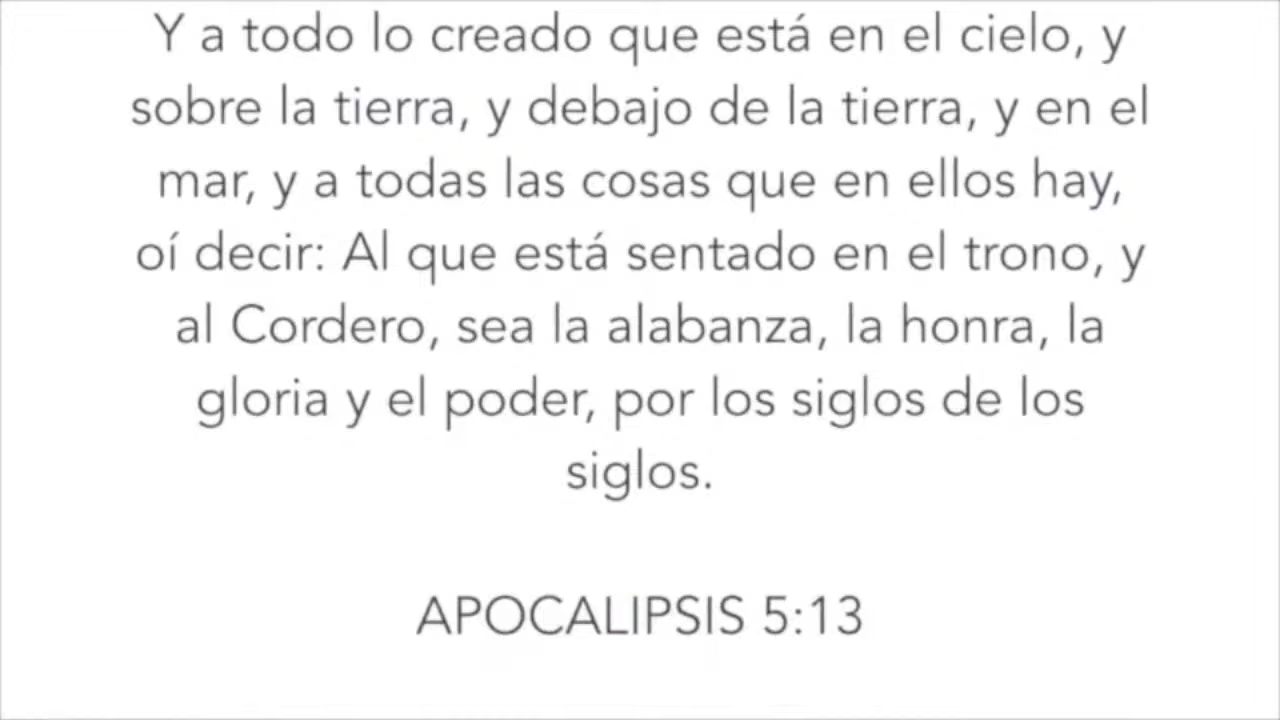 Y a todo lo creado que está en el cielo, y
sobre la tierra, y debajo de la tierra, y en el
mar, y a todas las cosas que en ellos hay,
oí decir: Al que está sentado en el trono, y
al Cordero, sea la alabanza, la honra, la
gloria y el poder, por los siglos de los
siglos.
APOCALIPSIS 5:13